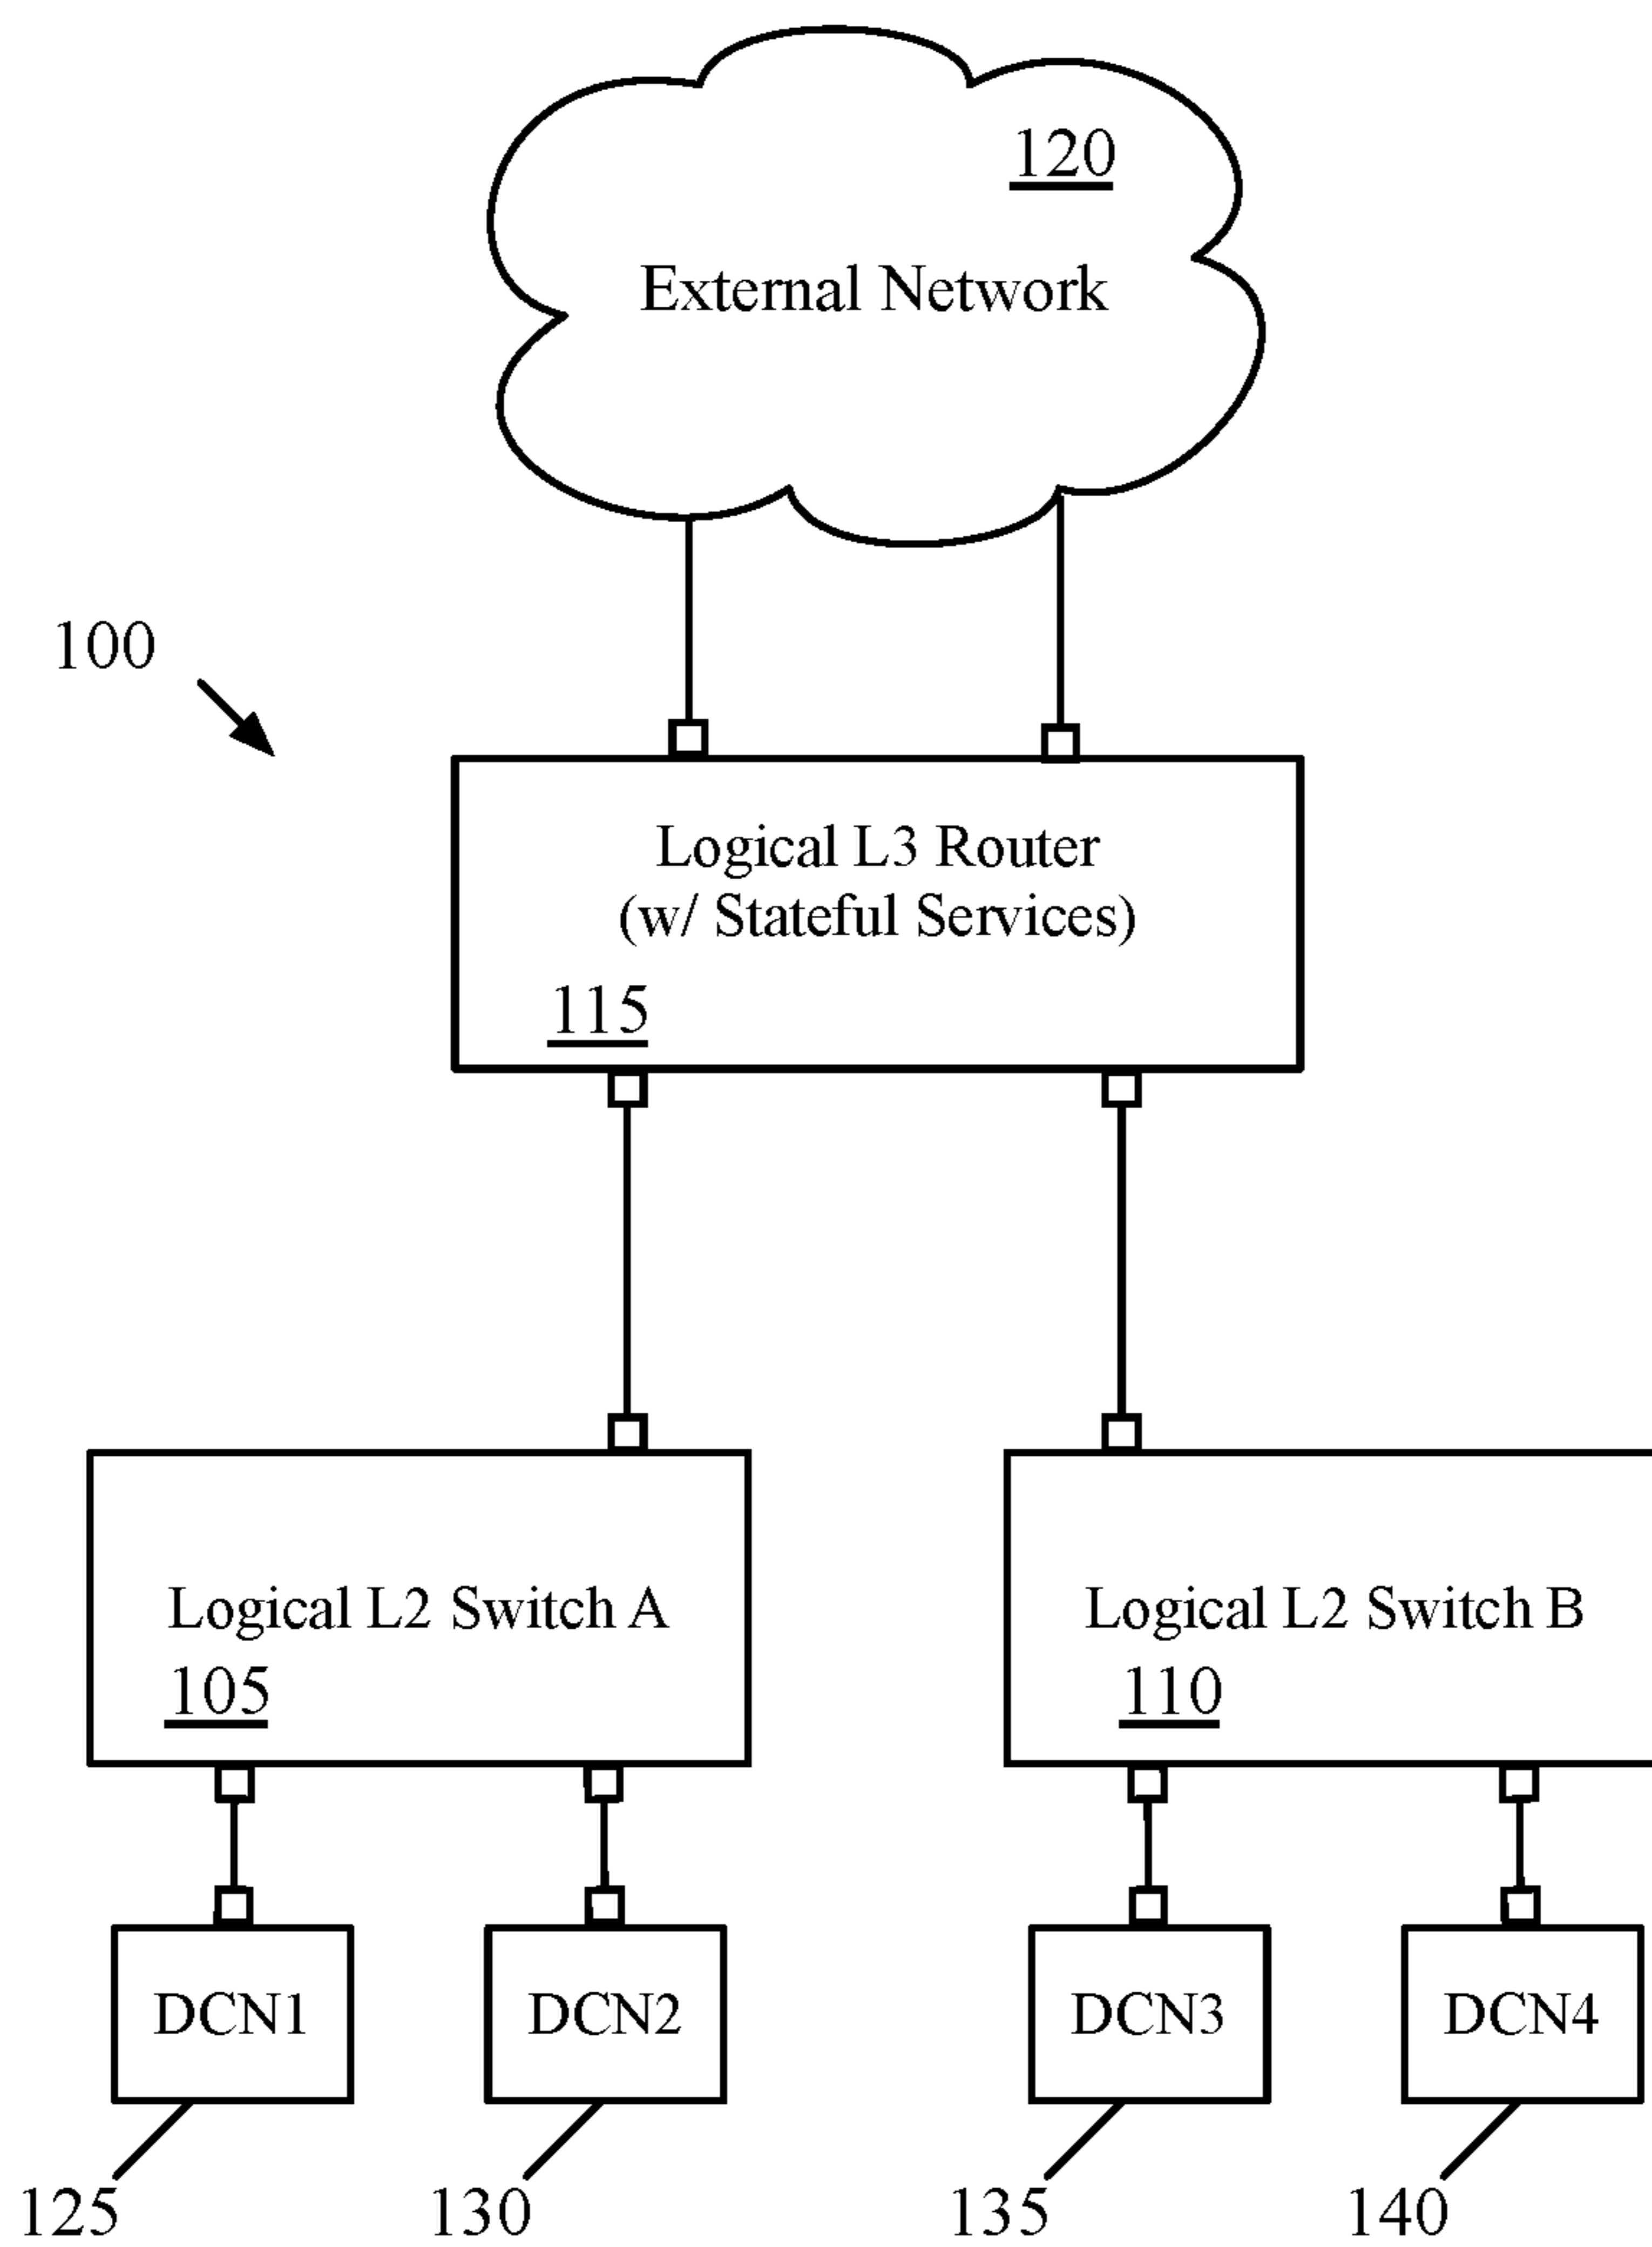 120
External Network
100
Logical L3 Router
(w/ Stateful Services)
115
Logical L2 Switch A
105
Logical L2 Switch B
110
DCN1
DCN2
DCN3
DCN4
125
130
135
140